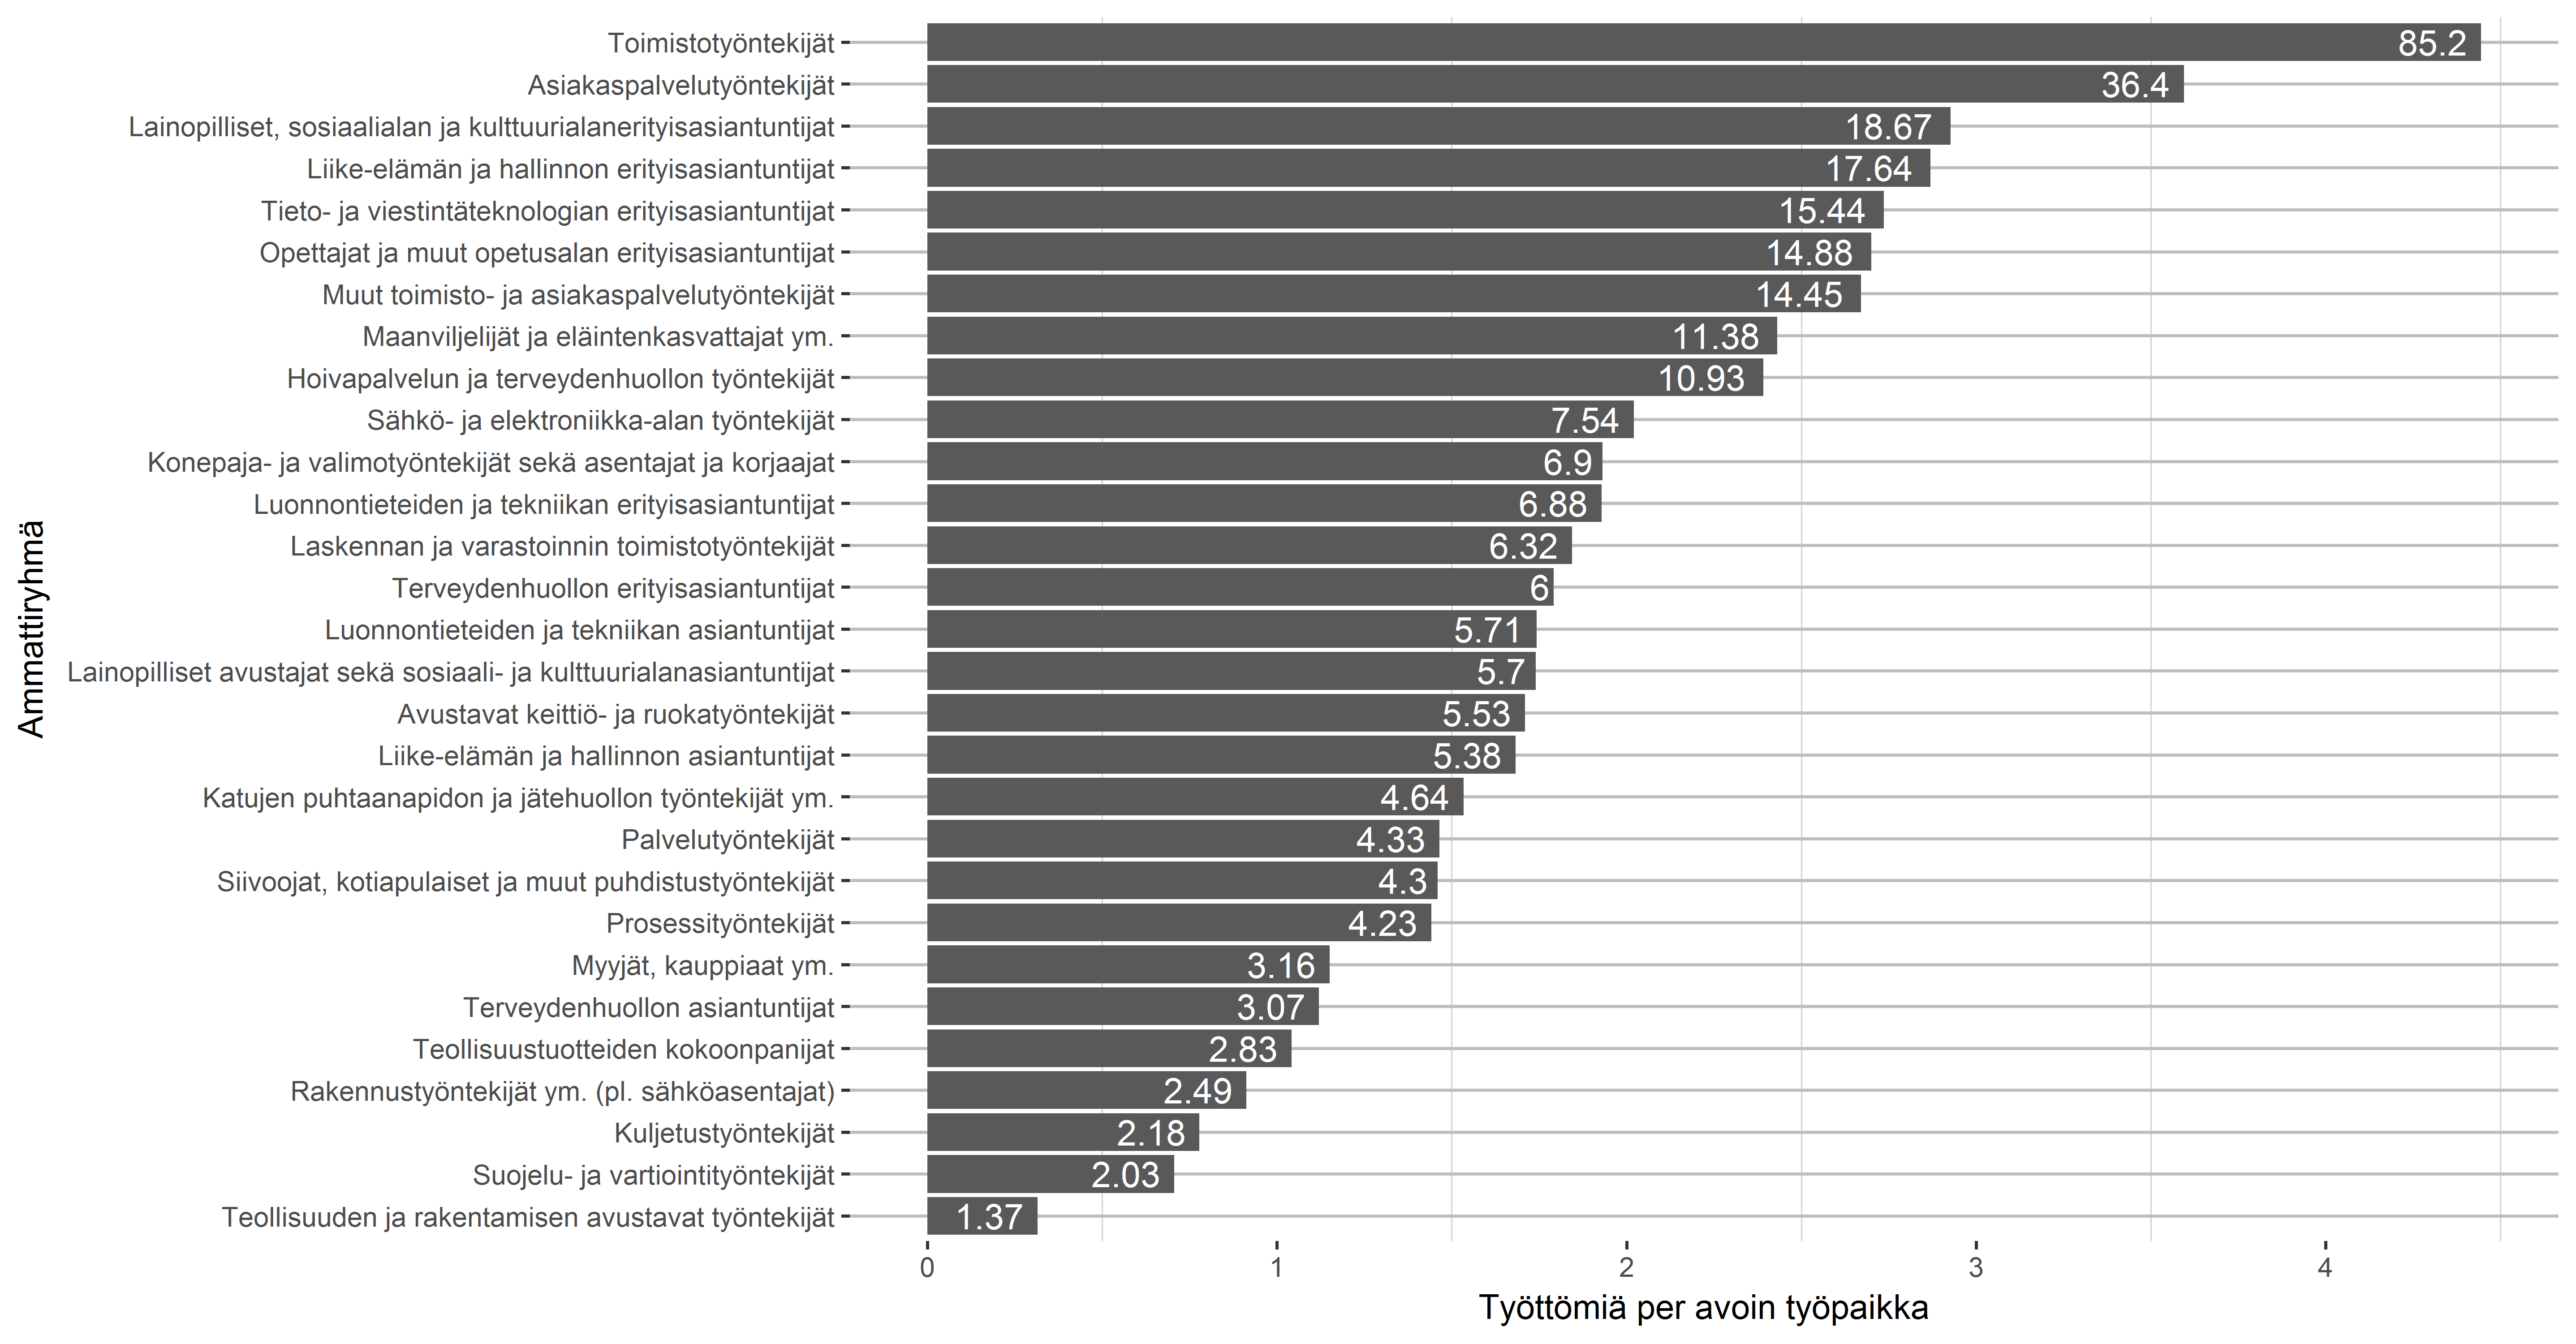 Toimistotyöntekijät 85.2
Asiakaspalvelutyöntekijät 36.4
Lainopilliset, sosiaalialan ja kulttuurialanerityisasiantuntijat 18.67
Liike-elämän ja hallinnon erityisasiantuntijat 17.64
Tieto- ja viestintäteknologian erityisasiantuntijat 15.44
Opettajat ja muut opetusalan erityisasiantuntijat 14.88
Muut toimisto- ja asiakaspalvelutyöntekijät 14.45
Maanviljelijät ja eläintenkasvattajat ym. 11.38
Hoivapalvelun ja terveydenhuollon työntekijät 10.93
Sähkö- ja elektroniikka-alan työntekijät 7.54
Konepaja- ja valimotyöntekijät sekä asentajat ja korjaajat 6.9
Luonnontieteiden ja tekniikan erityisasiantuntijat 6.88
Laskennan ja varastoinnin toimistotyöntekijät 6.32
Terveydenhuollon erityisasiantuntijat 6
Luonnontieteiden ja tekniikan asiantuntijat 5.71
Lainopilliset avustajat sekä sosiaali- ja kulttuurialanasiantuntijat 5.7
Avustavat keittiö- ja ruokatyöntekijät 5.53
Liike-elämän ja hallinnon asiantuntijat 5.38
Katujen puhtaanapidon ja jätehuollon työntekijät ym. 4.64
Palvelutyöntekijät 4.33
Siivoojat, kotiapulaiset ja muut puhdistustyöntekijät 4.3
Prosessityöntekijät 4.23
Myyjät, kauppiaat ym. 3.16
Terveydenhuollon asiantuntijat 3.07
Teollisuustuotteiden kokoonpanijat 2.83
Rakennustyöntekijät ym. (pl. sähköasentajat) 2.49
Kuljetustyöntekijät 2.18
Suojelu- ja vartiointityöntekijät 2.03
Teollisuuden ja rakentamisen avustavat työntekijät 1.37
Ammattiryhmä
0 1 2 3 4
Työttömiä per avoin työpaikka